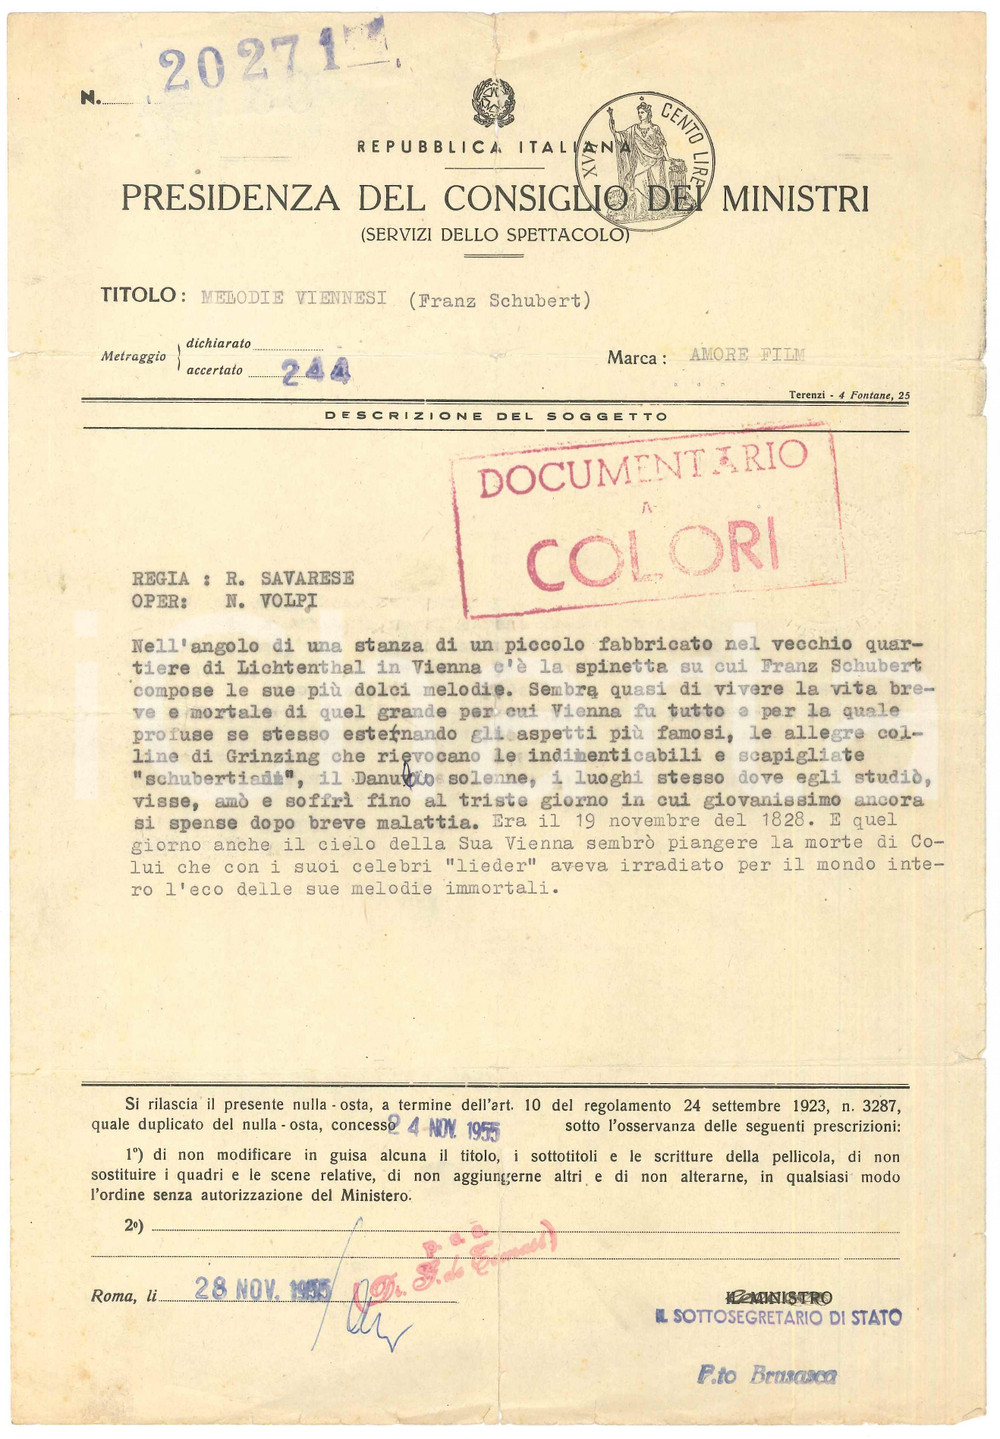 20271
N.
CENTO LIRE
REPUBBLICA ITALIANA
PRESIDENZA DEL CONSIGLIO DEI MINISTRI
(SERVIZI DELLO SPETTACOLO)
TITOLO: MELODIE VIENNESI (Franz Schubert)
Metraggio
dichiarato
accertato 244
Marca: AMORE FILM
Terenzi - 4 Fontane, 25
DESCRIZIONE DEL SOGGETTO
DOCUMENTARIO
A
COLORI
REGIA : R. SAVARESE
OPER: N. VOLPI
Nell'angolo di una stanza di un piccolo fabbricato nel vecchio quar-
tiere di Lichtenthal in Vienna c'è la spinetta su cui Franz Schubert
compose le sue più dolci melodie. Sembra quasi di vivere la vita bre-
ve e mortale di quel grande per cui Vienna fu tutto e per la quale
profuse se stesso esternando gli aspetti più famosi, le allegre col-
line di Grinzing che rievocano le indimenticabili e scapigliate
"schubertiadi", il Danubio solenne, i luoghi stesso dove egli studiò,
visse, amò e soffrì fino al triste giorno in cui giovanissimo ancora
si spense dopo breve malattia. Era il 19 novembre del 1828. E quel
giorno anche il cielo della Sua Vienna sembrò piangere la morte di Co-
lui che con i suoi celebri "lieder" aveva irradiato per il mondo inte-
ro l'eco delle sue melodie immortali.
Si rilascia il presente nulla - osta, a termine dell'art. 10 del regolamento 24 settembre 1923, n. 3287,
quale duplicato del nulla - osta, concesso 24 NOV. 1955 sotto l'osservanza delle seguenti prescrizioni:
1º) di non modificare in guisa alcuna il titolo, i sottotitoli e le scritture della pellicola, di non
sostituire i quadri e le scene relative, di non aggiungerne altri e di non alterarne, in qualsiasi modo
l'ordine senza autorizzazione del Ministero.
2º)
(Dr. G. de Tomasi)
Roma, li 28 NOV. 1955
IL MINISTRO
IL SOTTOSEGRETARIO DI STATO
F.to Brusasca